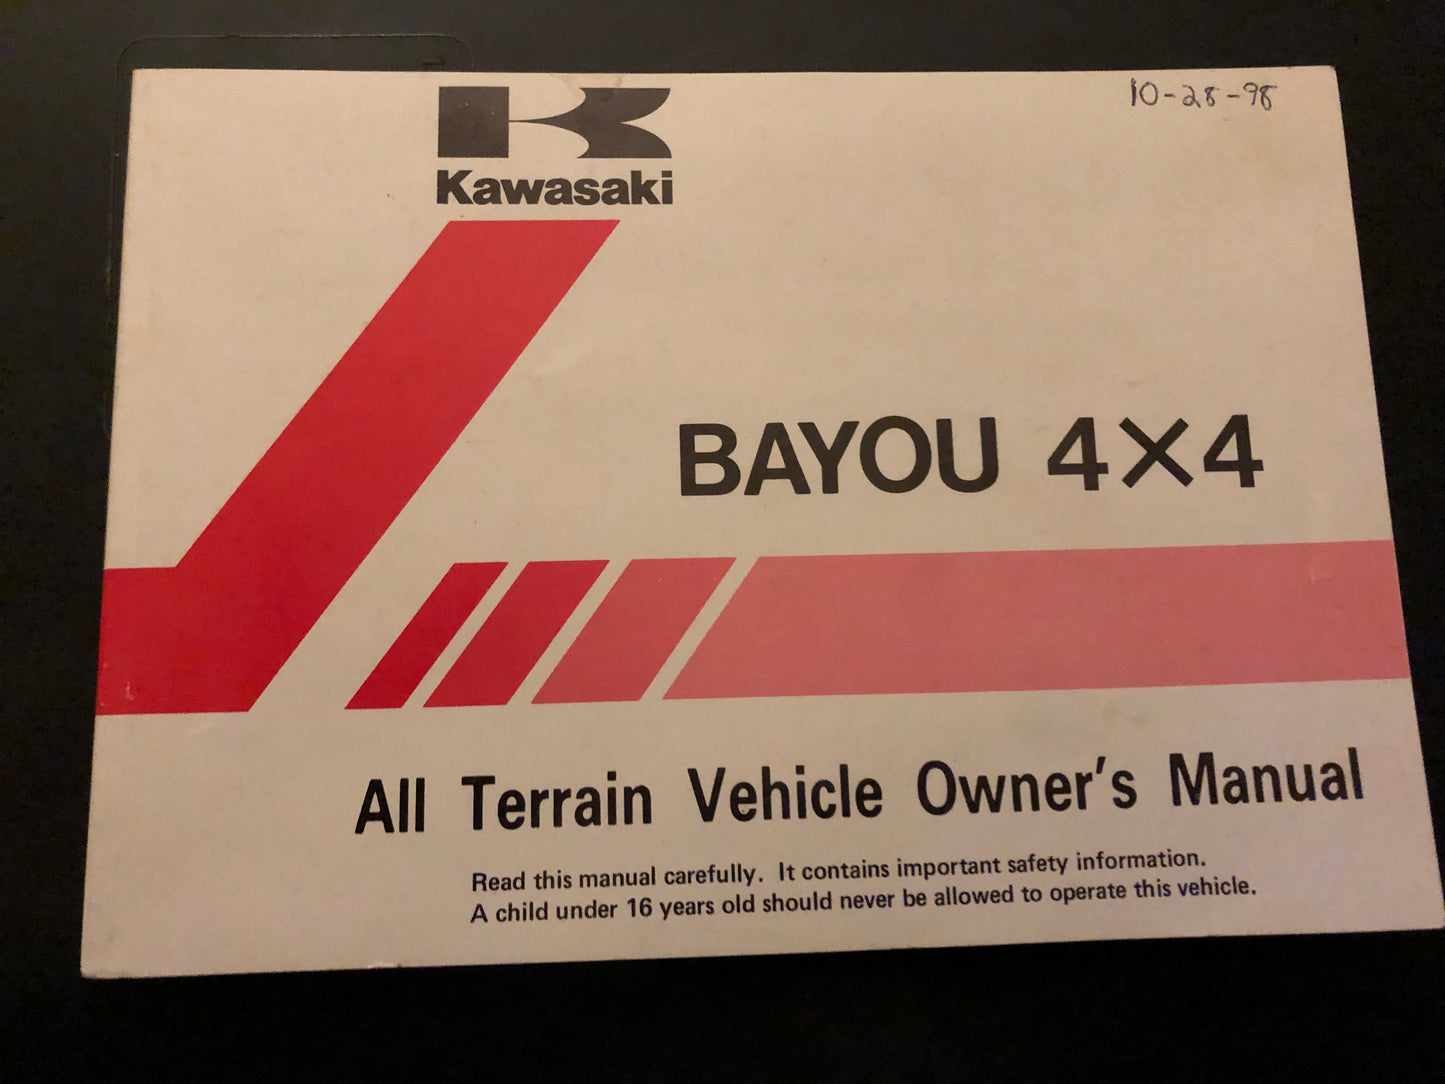 10-28-98
Kawasaki
BAYOU 4×4
All Terrain Vehicle Owner's Manual
Read this manual carefully. It contains important safety information.
A child under 16 years old should never be allowed to operate this vehicle.